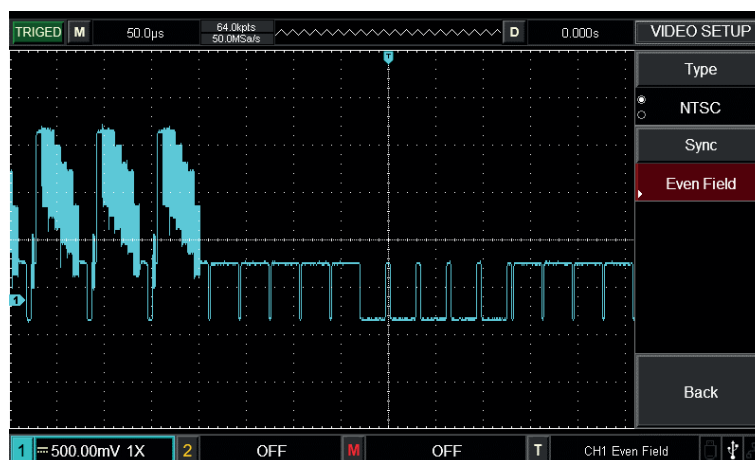 TRIGED M 50.0μs 64.0kpts D 0.000s VIDEO SETUP
50.0MSa/s
T
Type
NTSC
Sync
Even Field
1
Back
1 500.00mV 1X 2 OFF M OFF T CH1 Even Field